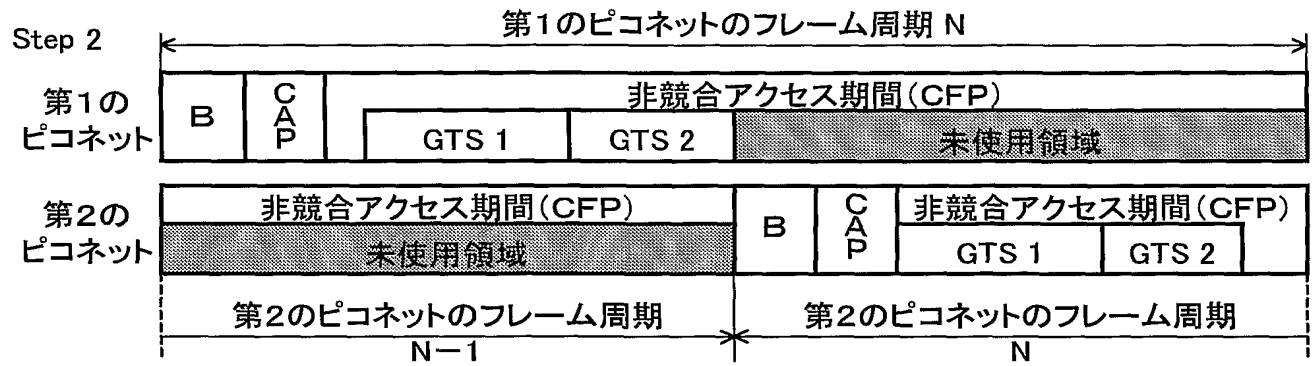 Step 2
第1のピコネットのフレーム周期 N
第1の
ピコネット
B
CAP
非競合アクセス期間(CFP)
GTS 1
GTS 2
未使用領域
第2の
ピコネット
非競合アクセス期間(CFP)
未使用領域
B
CAP
非競合アクセス期間(CFP)
GTS 1
GTS 2
第2のピコネットのフレーム周期
N-1
第2のピコネットのフレーム周期
N